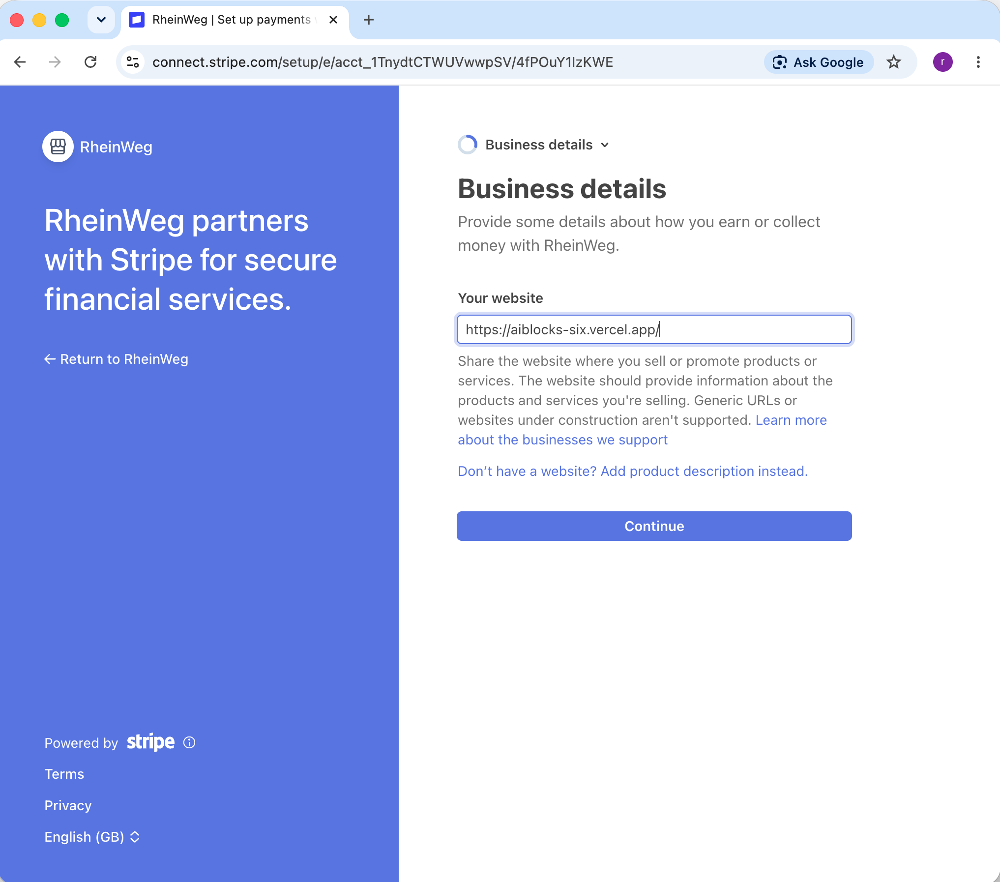 RheinWeg | Set up payments
connect.stripe.com/setup/e/acct_1TnydtCTWUVwwpSV/4fPOuY1IzKWE
Ask Google
r
RheinWeg
RheinWeg partners
with Stripe for secure
financial services.
← Return to RheinWeg
Powered by stripe
Terms
Privacy
English (GB)
Business details
Business details
Provide some details about how you earn or collect
money with RheinWeg.
Your website
https://aiblocks-six.vercel.app/
Share the website where you sell or promote products or
services. The website should provide information about the
products and services you're selling. Generic URLs or
websites under construction aren't supported. Learn more
about the businesses we support
Don’t have a website? Add product description instead.
Continue